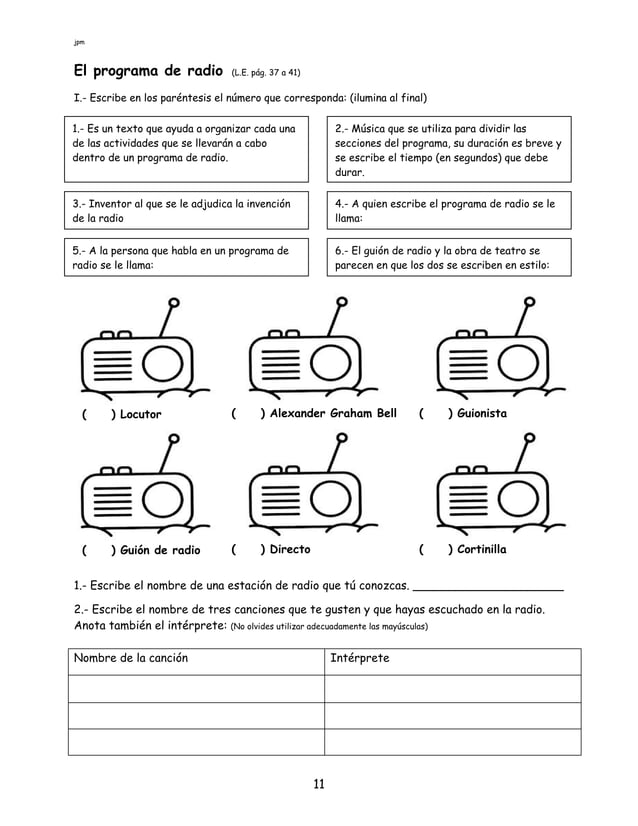 jpm
El programa de radio (L.E. pág. 37 a 41)
I.- Escribe en los paréntesis el número que corresponda: (ilumina al final)
1.- Es un texto que ayuda a organizar cada una
de las actividades que se llevarán a cabo
dentro de un programa de radio.
2.- Música que se utiliza para dividir las
secciones del programa, su duración es breve y
se escribe el tiempo (en segundos) que debe
durar.
3.- Inventor al que se le adjudica la invención
de la radio
4.- A quien escribe el programa de radio se le
llama:
5.- A la persona que habla en un programa de
radio se le llama:
6.- El guión de radio y la obra de teatro se
parecen en que los dos se escriben en estilo:
(      ) Locutor
(      ) Alexander Graham Bell
(      ) Guionista
(      ) Guión de radio
(      ) Directo
(      ) Cortinilla
1.- Escribe el nombre de una estación de radio que tú conozcas. ______________________
2.- Escribe el nombre de tres canciones que te gusten y que hayas escuchado en la radio.
Anota también el intérprete: (No olvides utilizar adecuadamente las mayúsculas)
Nombre de la canción
Intérprete
11